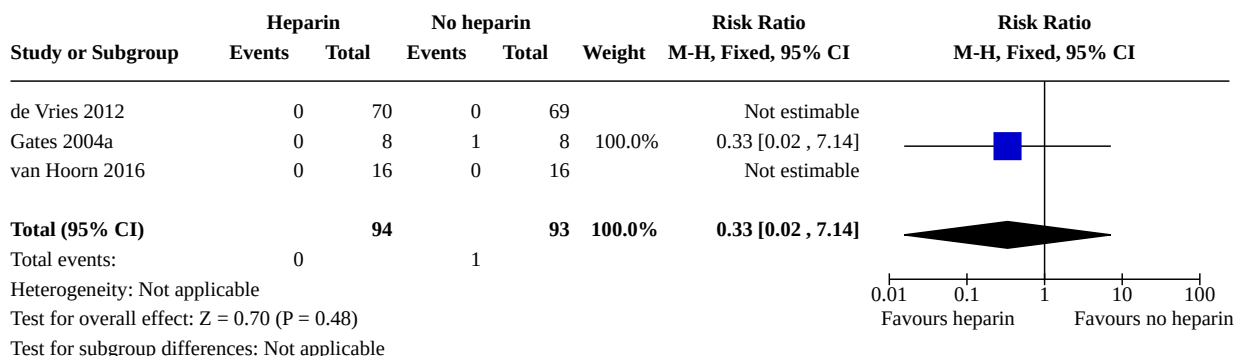 Heparin No heparin Risk Ratio Risk Ratio
Study or Subgroup Events Total Events Total Weight M-H, Fixed, 95% CI M-H, Fixed, 95% CI
de Vries 2012 0 70 0 69 Not estimable
Gates 2004a 0 8 1 8 100.0% 0.33 [0.02 , 7.14]
van Hoorn 2016 0 16 0 16 Not estimable
Total (95% CI) 94 93 100.0% 0.33 [0.02 , 7.14]
Total events: 0 1
Heterogeneity: Not applicable 0.01 0.1 1 10 100
Test for overall effect: Z = 0.70 (P = 0.48) Favours heparin Favours no heparin
Test for subgroup differences: Not applicable